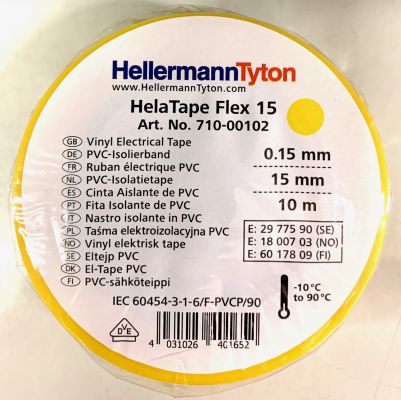 HellermannTyton
www.HellermannTyton.com
HelaTape Flex 15
Art. No. 710-00102
GB Vinyl Electrical Tape
DE PVC-Isolierband
FR Ruban électrique PVC
NL PVC-Isolatietape
ES Cinta Aislante de PVC
PT Fita Isolante de PVC
IT Nastro isolante in PVC
PL Taśma elektroizolacyjna PVC
NO Vinyl elektrisk tape
SE Eltejp PVC
DK El-Tape PVC
FI PVC-sähköteippi
0.15 mm
15 mm
10 m
E: 29 775 90 (SE)
E: 18 007 03 (NO)
E: 60 178 09 (FI)
IEC 60454-3-1-6/F-PVCP/90
-10°C
to 90°C
DVE
4 031026 401652